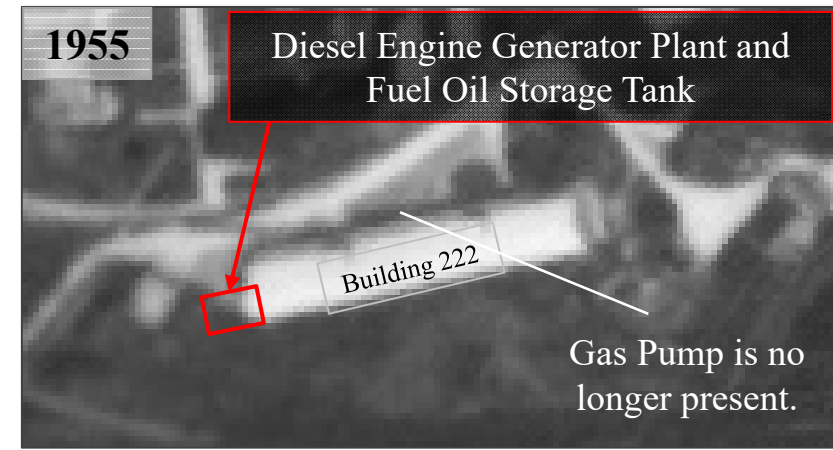 1955
Diesel Engine Generator Plant and
Fuel Oil Storage Tank
Building 222
Gas Pump is no
longer present.